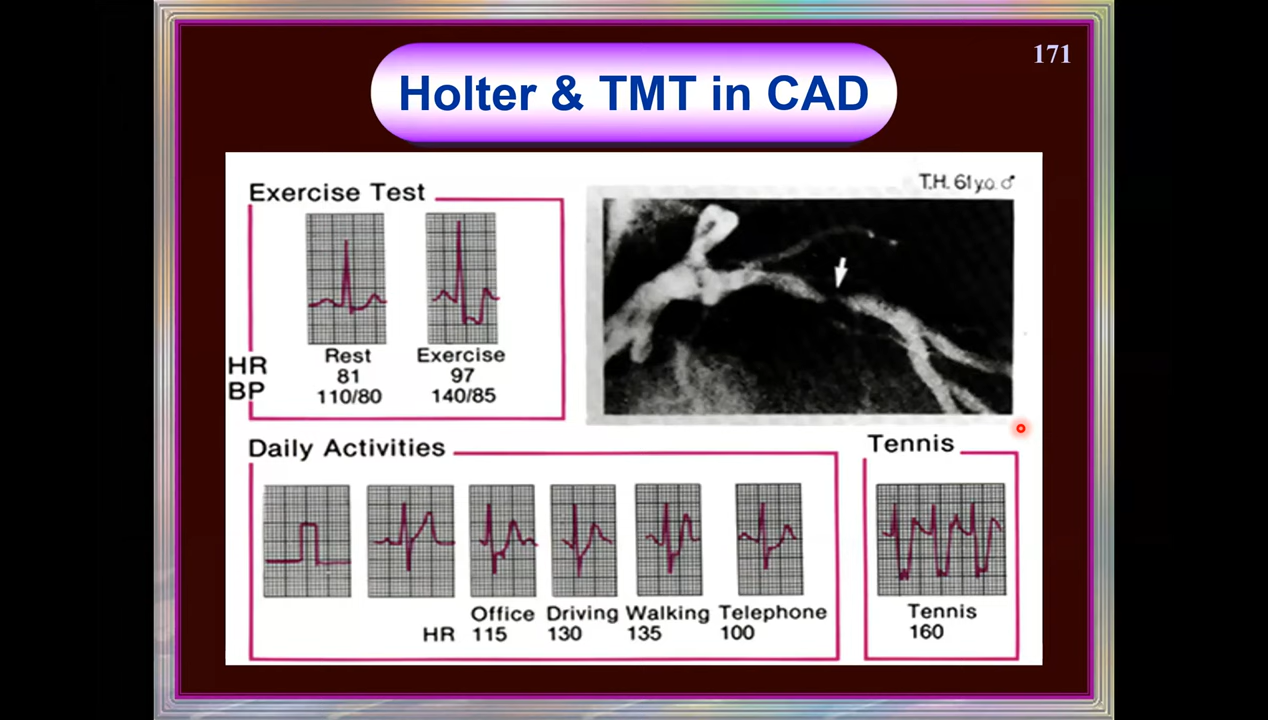 171
Holter & TMT in CAD
T.H. 61 y.o. ♂
Exercise Test
Rest Exercise
HR 81 97
BP 110/80 140/85
Daily Activities
Office Driving Walking Telephone
HR 115 130 135 100
Tennis
Tennis
160